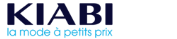 KIABI
la mode à petits prix